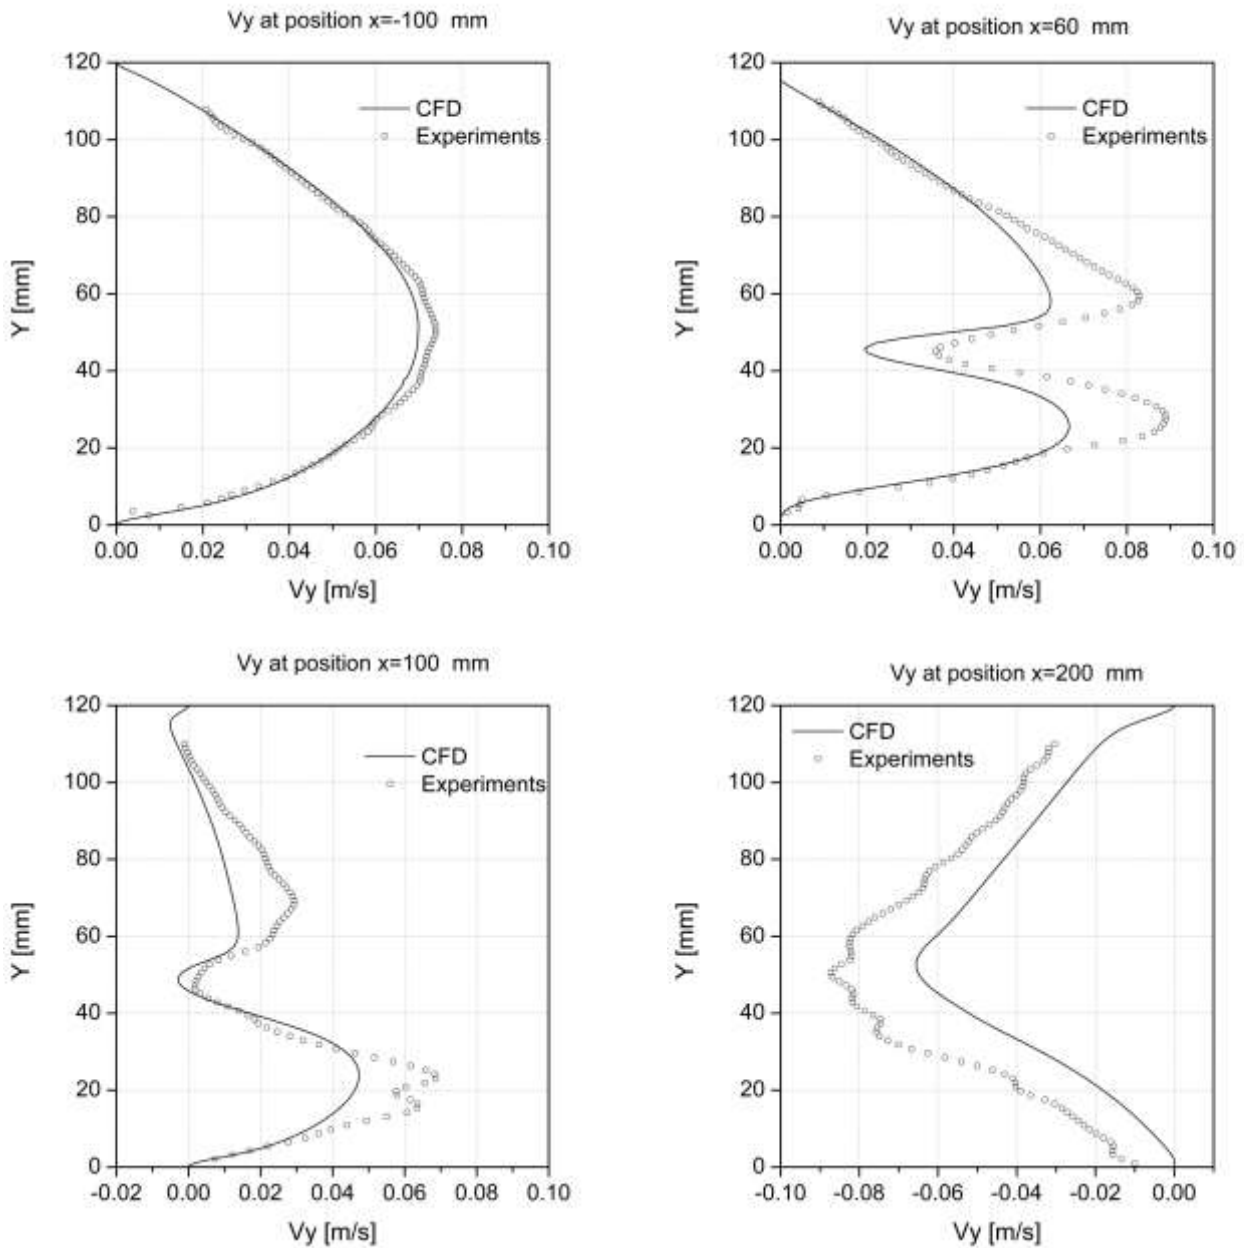 Vy at position x=-100 mm
120
100
80
60
40
20
0
Y [mm]
CFD
Experiments
0.00 0.02 0.04 0.06 0.08 0.10
Vy [m/s]
Vy at position x=60 mm
120
100
80
60
40
20
0
Y [mm]
CFD
Experiments
0.00 0.02 0.04 0.06 0.08 0.10
Vy [m/s]
Vy at position x=100 mm
120
100
80
60
40
20
0
Y [mm]
CFD
Experiments
-0.02 0.00 0.02 0.04 0.06 0.08 0.10
Vy [m/s]
Vy at position x=200 mm
120
100
80
60
40
20
0
Y [mm]
CFD
Experiments
-0.10 -0.08 -0.06 -0.04 -0.02 0.00
Vy [m/s]